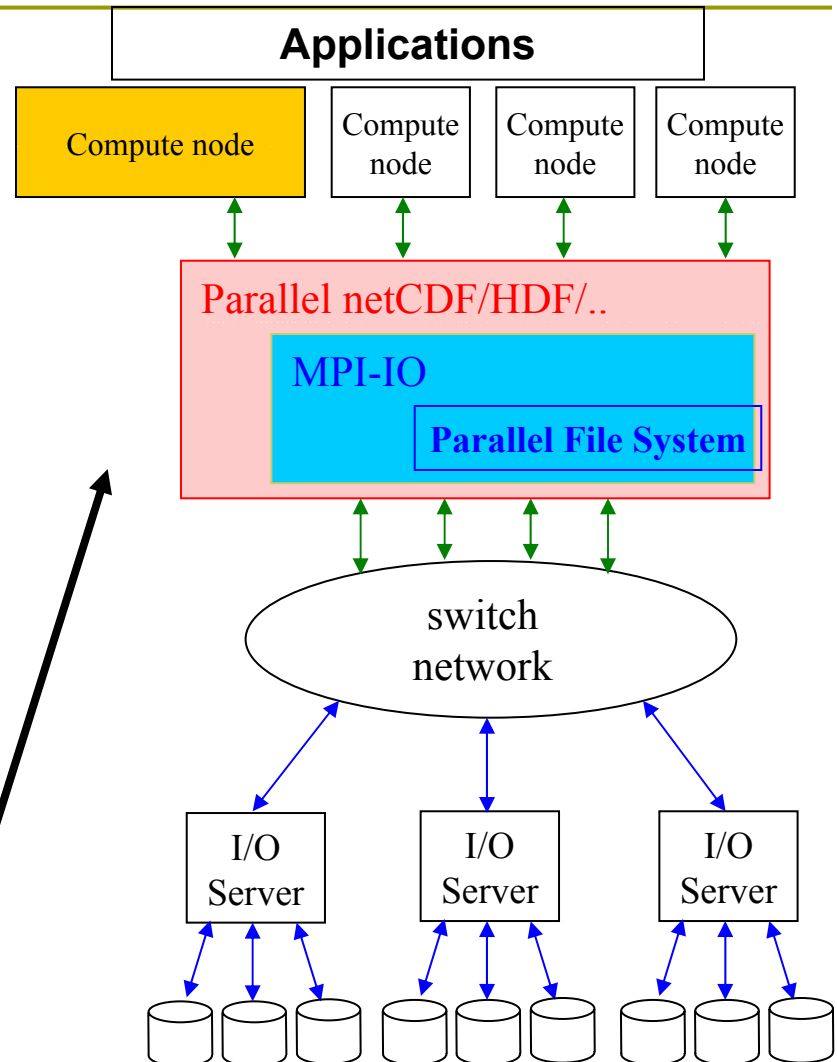 Applications
Compute node
Compute
node
Compute
node
Compute
node
Parallel netCDF/HDF/..
MPI-IO
Parallel File System
switch
network
I/O
Server
I/O
Server
I/O
Server